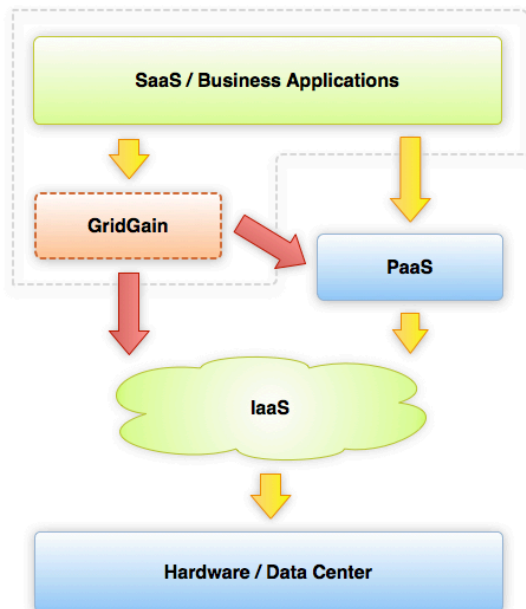 SaaS / Business Applications
GridGain
PaaS
IaaS
Hardware / Data Center